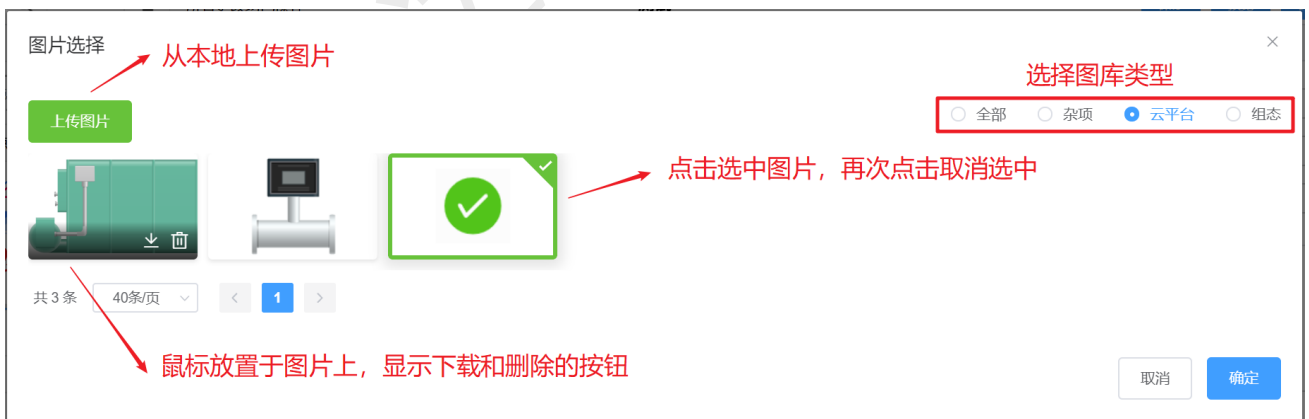 图片选择
从本地上传图片
选择图库类型
上传图片
全部 杂项 云平台 组态
点击选中图片，再次点击取消选中
共 3 条 40条/页 1
鼠标放置于图片上，显示下载和删除的按钮
取消 确定